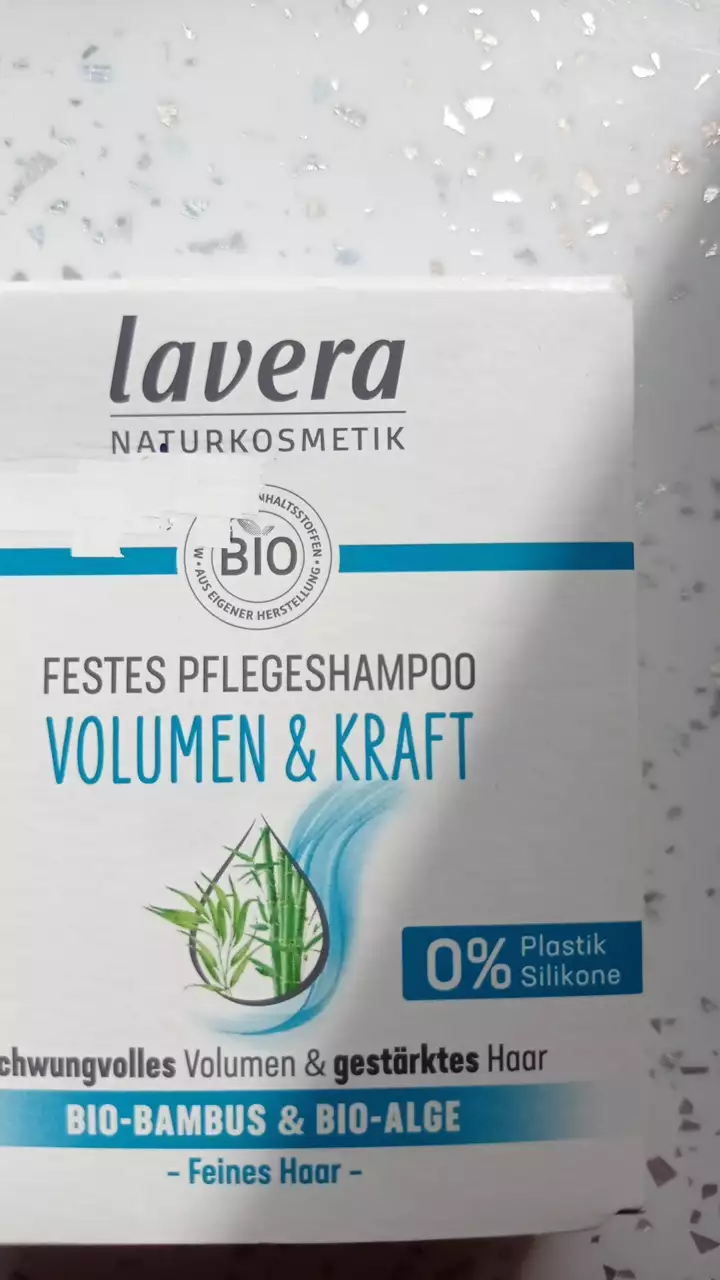 lavera
NATURKOSMETIK
BIO
AUS EIGENER HERSTELLUNG
FESTES PFLEGESHAMPOO
VOLUMEN & KRAFT
0% Plastik
Silikone
Volumen & gestärktes Haar
BIO-BAMBUS & BIO-ALGE
– Feines Haar –